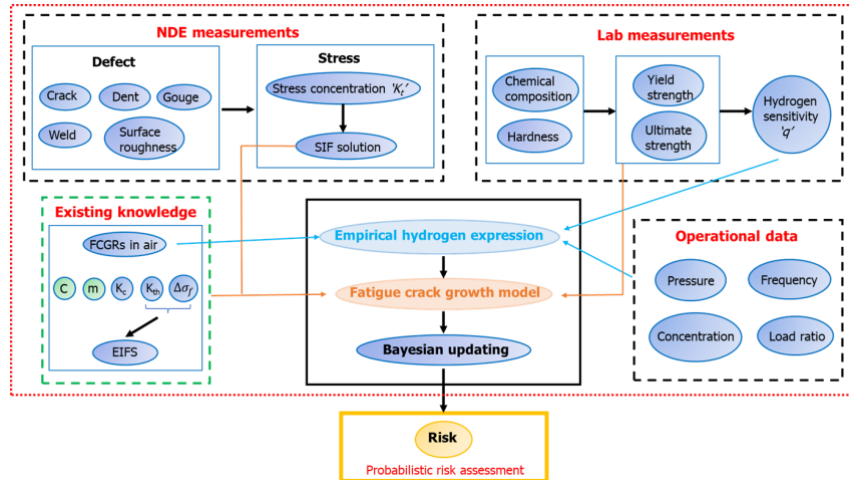 NDE measurements
Defect
Crack
Dent
Gouge
Weld
Surface
roughness
Stress
Stress concentration 'Kt'
SIF solution
Lab measurements
Chemical
composition
Hardness
Yield
strength
Ultimate
strength
Hydrogen
sensitivity
'q'
Existing knowledge
FCGRs in air
C
m
Kc
Kth
Δσf
EIFS
Empirical hydrogen expression
Fatigue crack growth model
Bayesian updating
Operational data
Pressure
Frequency
Concentration
Load ratio
Risk
Probabilistic risk assessment